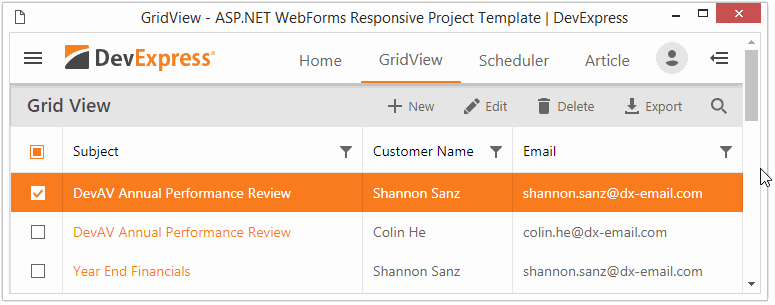 GridView - ASP.NET WebForms Responsive Project Template | DevExpress
DevExpress® Home GridView Scheduler Article
Grid View New Edit Delete Export
Subject Customer Name Email
DevAV Annual Performance Review Shannon Sanz shannon.sanz@dx-email.com
DevAV Annual Performance Review Colin He colin.he@dx-email.com
Year End Financials Shannon Sanz shannon.sanz@dx-email.com